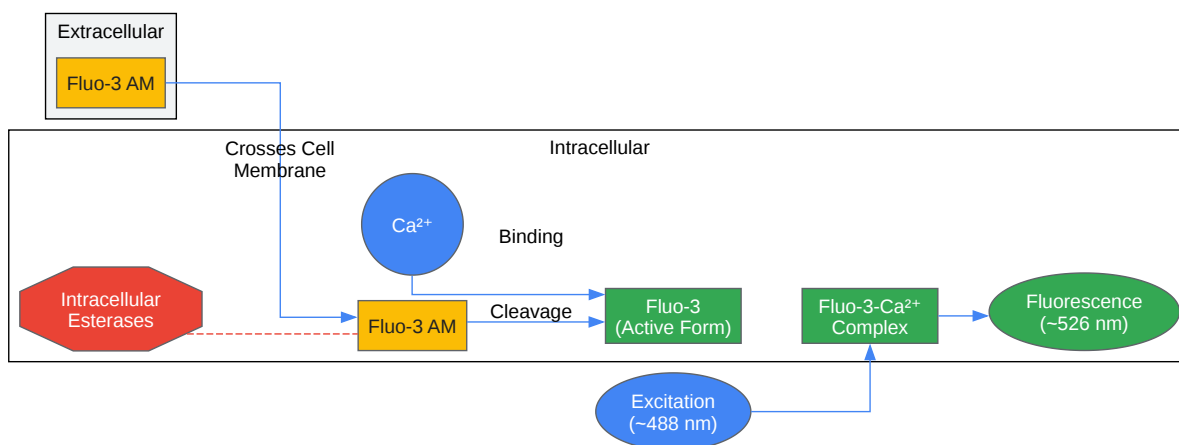 Extracellular
Fluo-3 AM
Crosses Cell
Membrane
Intracellular
Ca²⁺
Binding
Intracellular
Esterases
Fluo-3 AM
Cleavage
Fluo-3
(Active Form)
Fluo-3-Ca²⁺
Complex
Fluorescence
(~526 nm)
Excitation
(~488 nm)